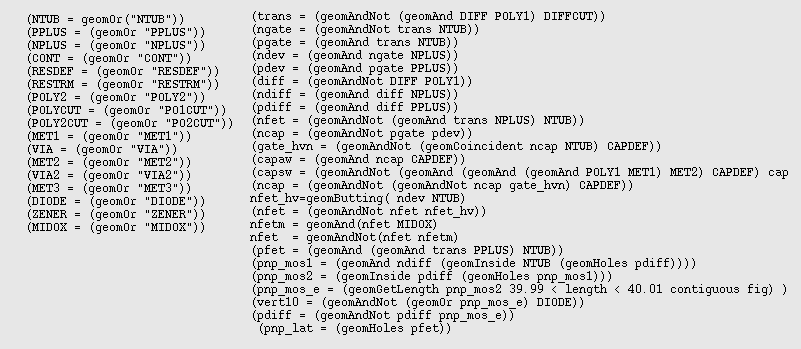 (NTUB = geomOr("NTUB"))
(PPLUS = (geomOr "PPLUS"))
(NPLUS = (geomOr "NPLUS"))
(CONT = (geomOr "CONT"))
(RESDEF = (geomOr "RESDEF"))
(RESTRM = (geomOr "RESTRM"))
(POLY2 = (geomOr "POLY2"))
(POLYCUT = (geomOr "PO1CUT"))
(POLY2CUT = (geomOr "PO2CUT"))
(MET1 = (geomOr "MET1"))
(VIA = (geomOr "VIA"))
(MET2 = (geomOr "MET2"))
(VIA2 = (geomOr "VIA2"))
(MET3 = (geomOr "MET3"))
(DIODE = (geomOr "DIODE"))
(ZENER = (geomOr "ZENER"))
(MIDOX = (geomOr "MIDOX"))
(trans = (geomAndNot (geomAnd DIFF POLY1) DIFFCUT))
(ngate = (geomAndNot trans NTUB))
(pgate = (geomAnd trans NTUB))
(ndev = (geomAnd ngate NPLUS))
(pdev = (geomAnd pgate PPLUS))
(diff = (geomAndNot DIFF POLY1))
(ndiff = (geomAnd diff NPLUS))
(pdiff = (geomAnd diff PPLUS))
(nfet = (geomAndNot (geomAnd trans NPLUS) NTUB))
(ncap = (geomAndNot pgate pdev))
(gate_hvn = (geomAndNot (geomCoincident ncap NTUB) CAPDEF))
(capaw = (geomAnd ncap CAPDEF))
(capsw = (geomAndNot (geomAnd (geomAnd (geomAnd POLY1 MET1) MET2) CAPDEF) cap
(ncap = (geomAndNot (geomAndNot ncap gate_hvn) CAPDEF))
nfet_hv=geomButting( ndev NTUB)
(nfet = (geomAndNot nfet nfet_hv))
nfetm = geomAnd(nfet MIDOX)
nfet = geomAndNot(nfet nfetm)
(pfet = (geomAnd (geomAnd trans PPLUS) NTUB))
(pnp_mos1 = (geomAnd ndiff (geomInside NTUB (geomHoles pdiff))))
(pnp_mos2 = (geomInside pdiff (geomHoles pnp_mos1)))
(pnp_mos_e = (geomGetLength pnp_mos2 39.99 < length < 40.01 contiguous fig) )
(vert10 = (geomAndNot (geomOr pnp_mos_e) DIODE))
(pdiff = (geomAndNot pdiff pnp_mos_e))
(pnp_lat = (geomHoles pfet))